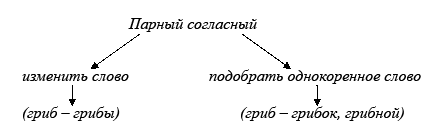 Парный согласный
изменить слово подобрать однокоренное слово
(гриб – грибы) (гриб – грибок, грибной)